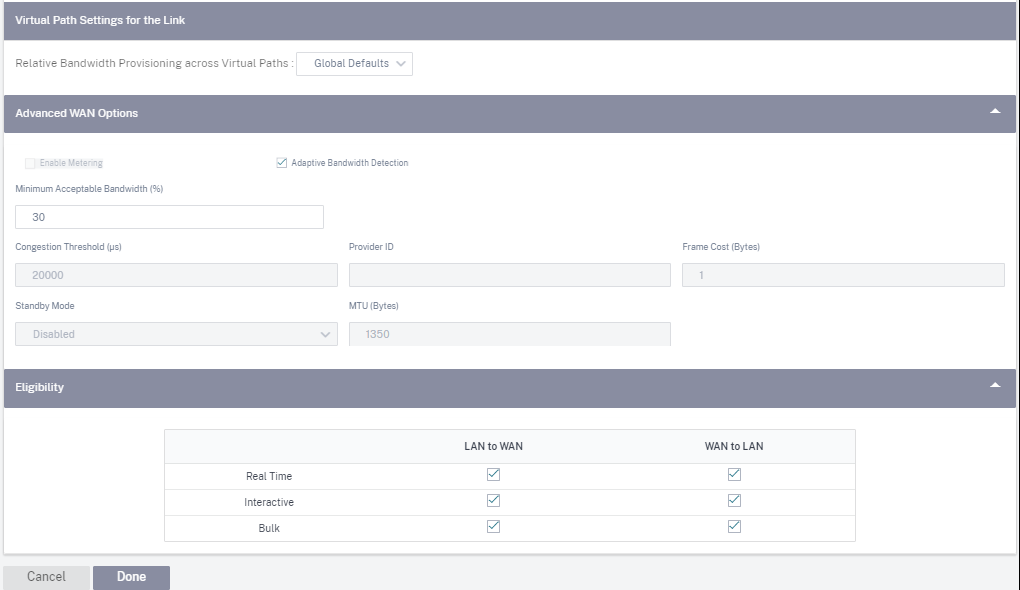 Virtual Path Settings for the Link
Relative Bandwidth Provisioning across Virtual Paths : Global Defaults
Advanced WAN Options
Enable Metering Adaptive Bandwidth Detection
Minimum Acceptable Bandwidth (%)
30
Congestion Threshold (µs) Provider ID Frame Cost (Bytes)
20000 1
Standby Mode MTU (Bytes)
Disabled 1350
Eligibility
LAN to WAN WAN to LAN
Real Time
Interactive
Bulk
Cancel Done